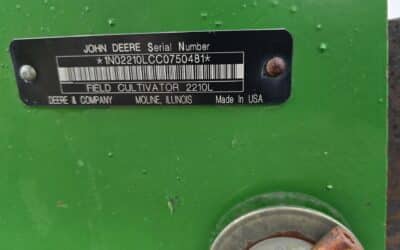 JOHN DEERE Serial Number
*1N02210LCC0750481*
FIELD CULTIVATOR 2210L
DEERE & COMPANY MOLINE, ILLINOIS Made In USA